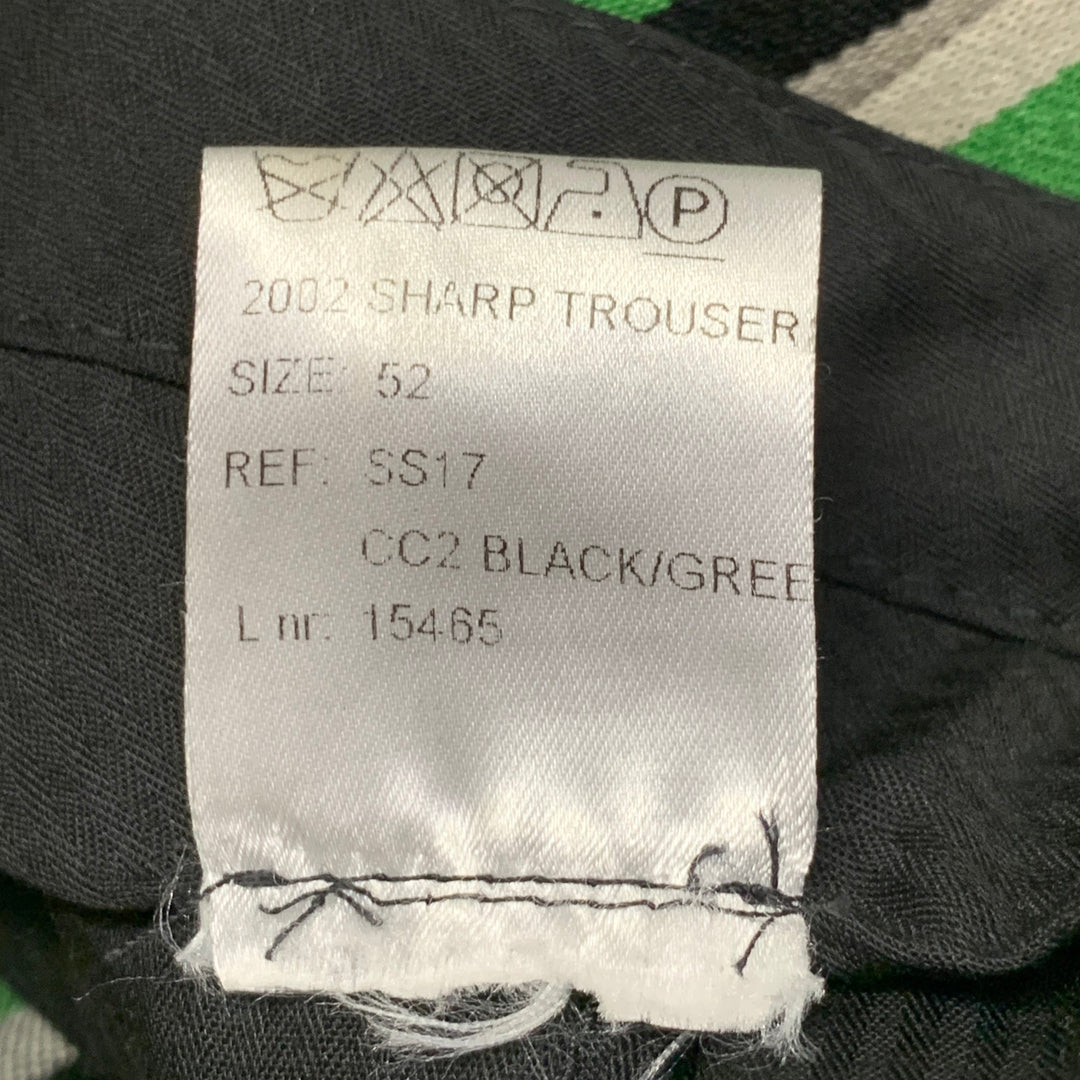 P
2002 SHARP TROUSER
SIZE: 52
REF: SS17
CC2 BLACK/GREE
L nr: 15465